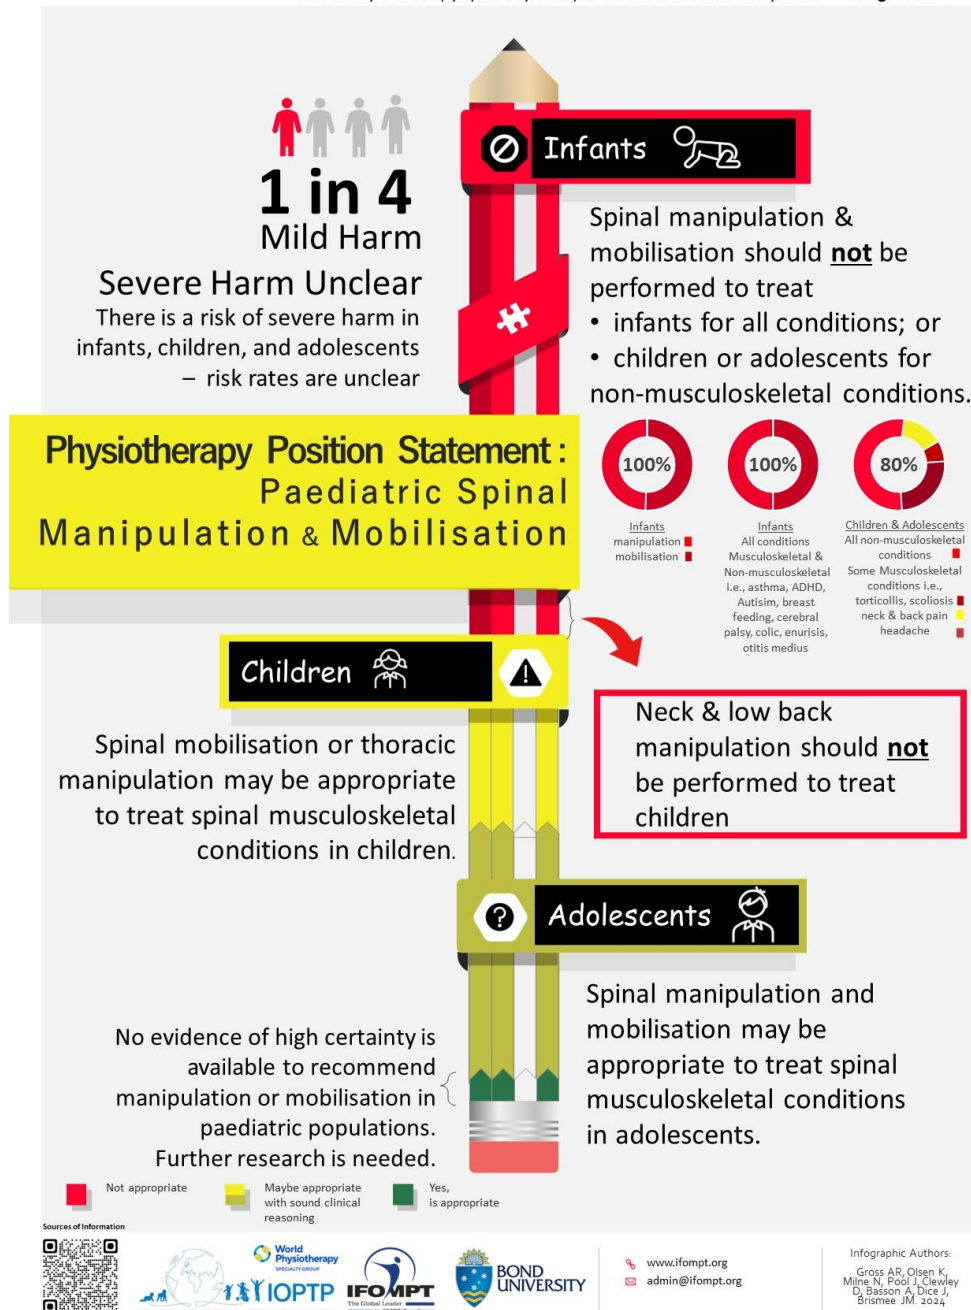 Infants
1 in 4
Mild Harm
Severe Harm Unclear
There is a risk of severe harm in
infants, children, and adolescents
– risk rates are unclear
Spinal manipulation &
mobilisation should not be
performed to treat
• infants for all conditions; or
• children or adolescents for
non-musculoskeletal conditions.
Physiotherapy Position Statement :
Paediatric Spinal
Manipulation & Mobilisation
100%
Infants
manipulation
mobilisation
100%
Infants
All conditions
Musculoskeletal &
Non-musculoskeletal
i.e., asthma, ADHD,
Autisim, breast
feeding, cerebral
palsy, colic, enurisis,
otitis medius
80%
Children & Adolescents
All non-musculoskeletal
conditions
Some Musculoskeletal
conditions i.e.,
torticollis, scoliosis
neck & back pain
headache
Children
Spinal mobilisation or thoracic
manipulation may be appropriate
to treat spinal musculoskeletal
conditions in children.
Neck & low back
manipulation should not
be performed to treat
children
Adolescents
Spinal manipulation and
mobilisation may be
appropriate to treat spinal
musculoskeletal conditions
in adolescents.
No evidence of high certainty is
available to recommend
manipulation or mobilisation in
paediatric populations.
Further research is needed.
Not appropriate
Maybe appropriate
with sound clinical
reasoning
Yes,
is appropriate
Sources of Information
World
Physiotherapy
SPECIALTY GROUP
IOPTP
IFOMPT
The Global Leader
BOND
UNIVERSITY
www.ifompt.org
admin@ifompt.org
Infographic Authors:
Gross AR, Olsen K,
Milne N, Pool J, Clewley
D, Basson A, Dice J,
Brismee JM. 2024